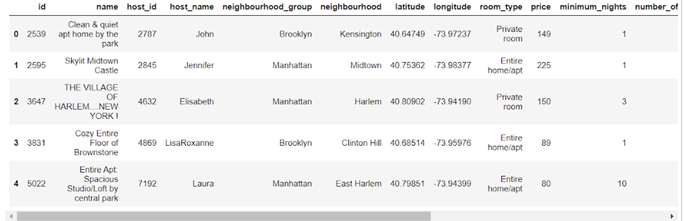 id name host_id host_name neighbourhood_group neighbourhood latitude longitude room_type price minimum_nights number_of
0 2539 Clean & quiet apt home by the park 2787 John Brooklyn Kensington 40.64749 -73.97237 Private room 149 1
1 2595 Skylit Midtown Castle 2845 Jennifer Manhattan Midtown 40.75362 -73.98377 Entire home/apt 225 1
2 3647 THE VILLAGE OF HARLEM....NEW YORK ! 4632 Elisabeth Manhattan Harlem 40.80902 -73.94190 Private room 150 3
3 3831 Cozy Entire Floor of Brownstone 4869 LisaRoxanne Brooklyn Clinton Hill 40.68514 -73.95976 Entire home/apt 89 1
4 5022 Entire Apt: Spacious Studio/Loft by central park 7192 Laura Manhattan East Harlem 40.79851 -73.94399 Entire home/apt 80 10